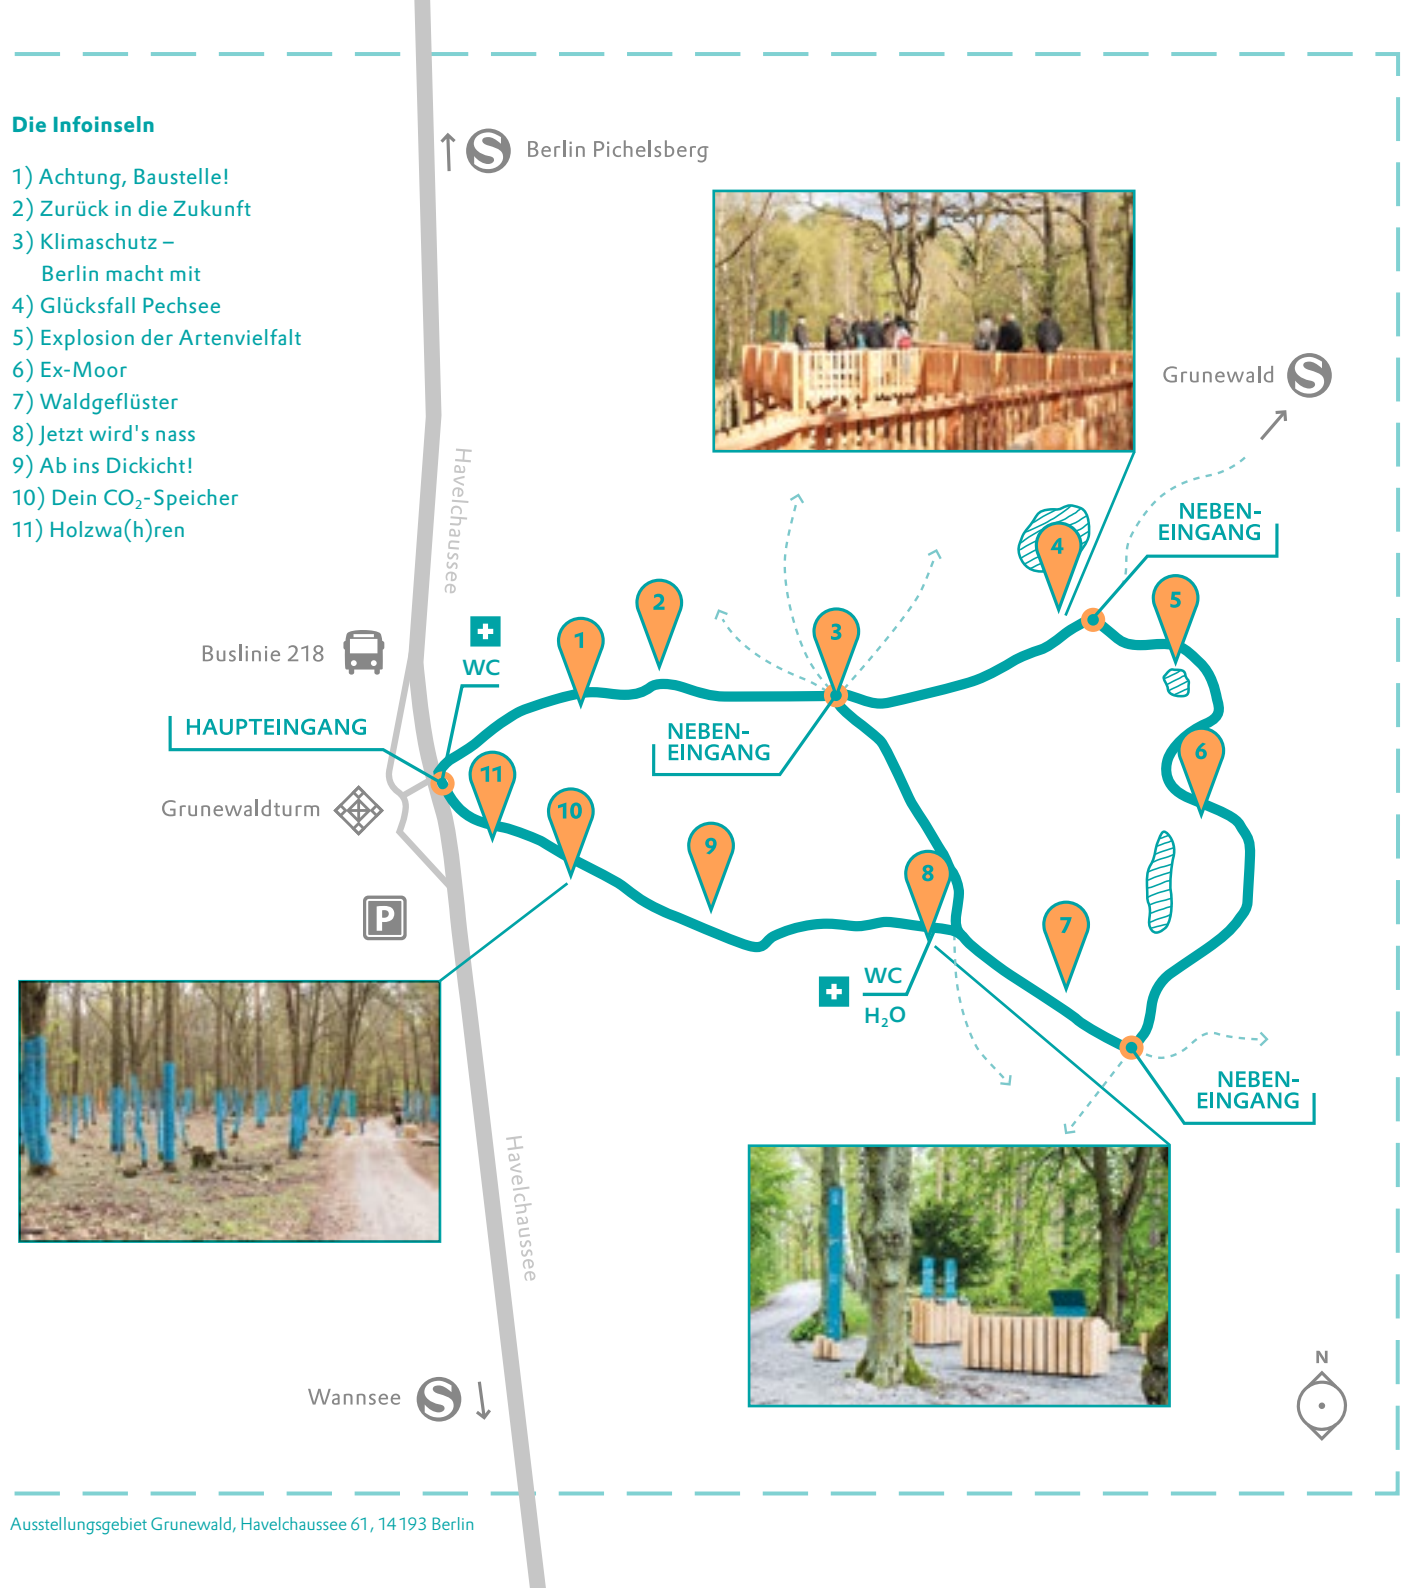 Die Infoinseln
1) Achtung, Baustelle!
2) Zurück in die Zukunft
3) Klimaschutz –
Berlin macht mit
4) Glücksfall Pechsee
5) Explosion der Artenvielfalt
6) Ex-Moor
7) Waldgeflüster
8) Jetzt wird's nass
9) Ab ins Dickicht!
10) Dein CO₂-Speicher
11) Holzwa(h)ren
S Berlin Pichelsberg
Grunewald S
Havelchaussee
NEBEN-
EINGANG
4
5
2
1
3
Buslinie 218
WC
HAUPTEINGANG
NEBEN-
EINGANG
6
11
10
Grunewaldturm
9
8
7
P
WC
H₂O
NEBEN-
EINGANG
Havelchaussee
Wannsee S
N
Ausstellungsgebiet Grunewald, Havelchaussee 61, 14193 Berlin